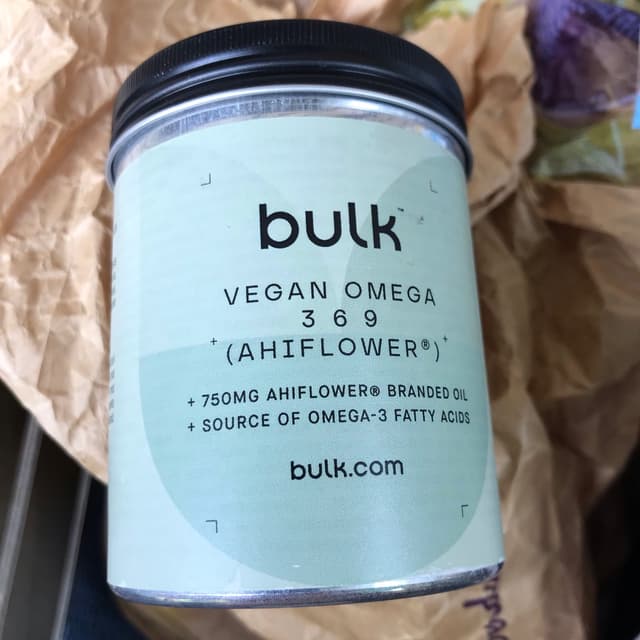 bulk™
VEGAN OMEGA
3 6 9
(AHIFLOWER®)
+ 750MG AHIFLOWER® BRANDED OIL
+ SOURCE OF OMEGA-3 FATTY ACIDS
bulk.com